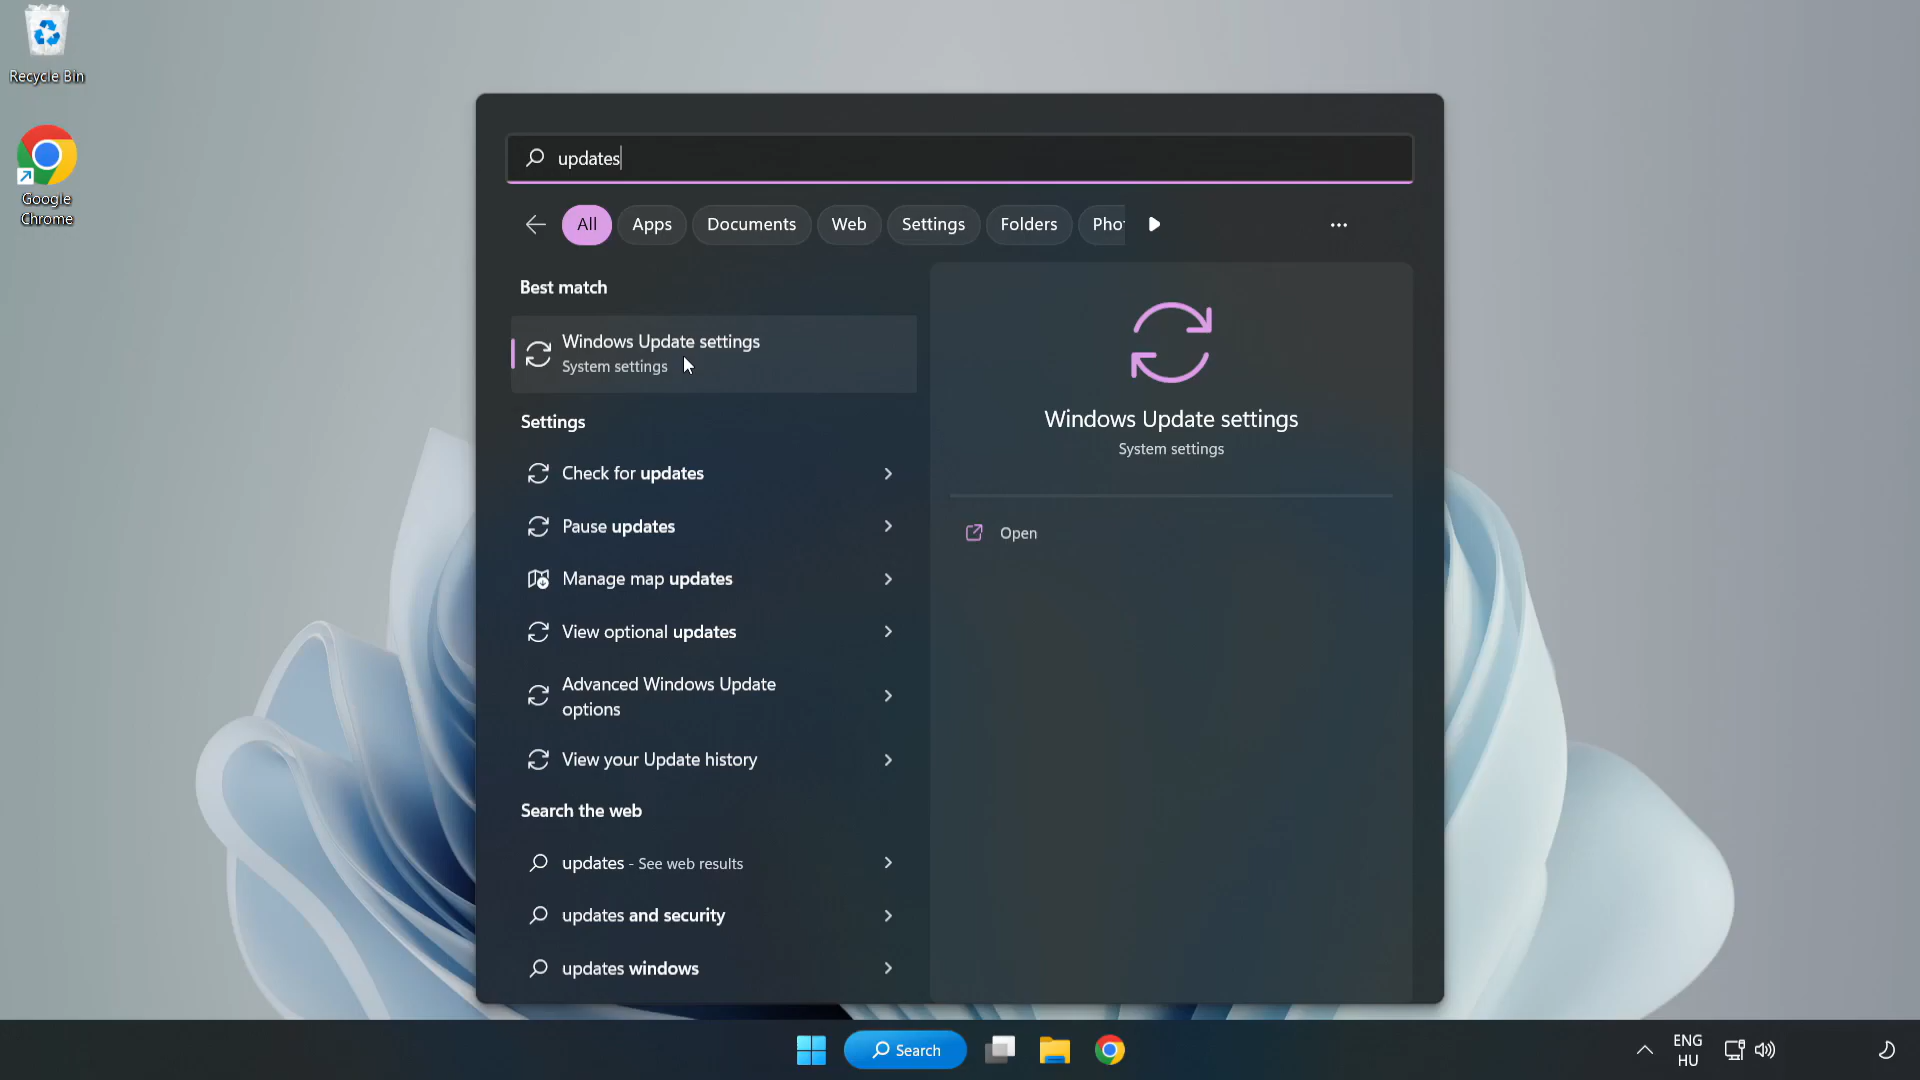 Recycle Bin
Google
Chrome
updates
All
Apps
Documents
Web
Settings
Folders
Phot
Best match
Windows Update settings
System settings
Settings
Check for updates
Pause updates
Manage map updates
View optional updates
Advanced Windows Update
options
View your Update history
Search the web
updates - See web results
updates and security
updates windows
Windows Update settings
System settings
Open
Search
ENG
HU